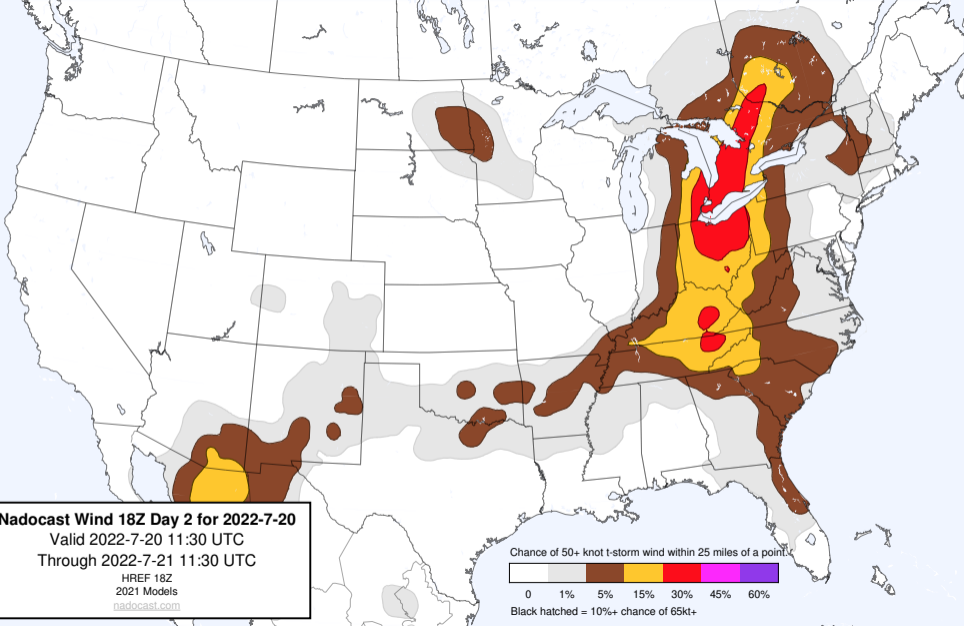 Nadocast Wind 18Z Day 2 for 2022-7-20
Valid 2022-7-20 11:30 UTC
Through 2022-7-21 11:30 UTC
HREF 18Z
2021 Models
nadocast.com
Chance of 50+ knot t-storm wind within 25 miles of a point.
0 1% 5% 15% 30% 45% 60%
Black hatched = 10%+ chance of 65kt+